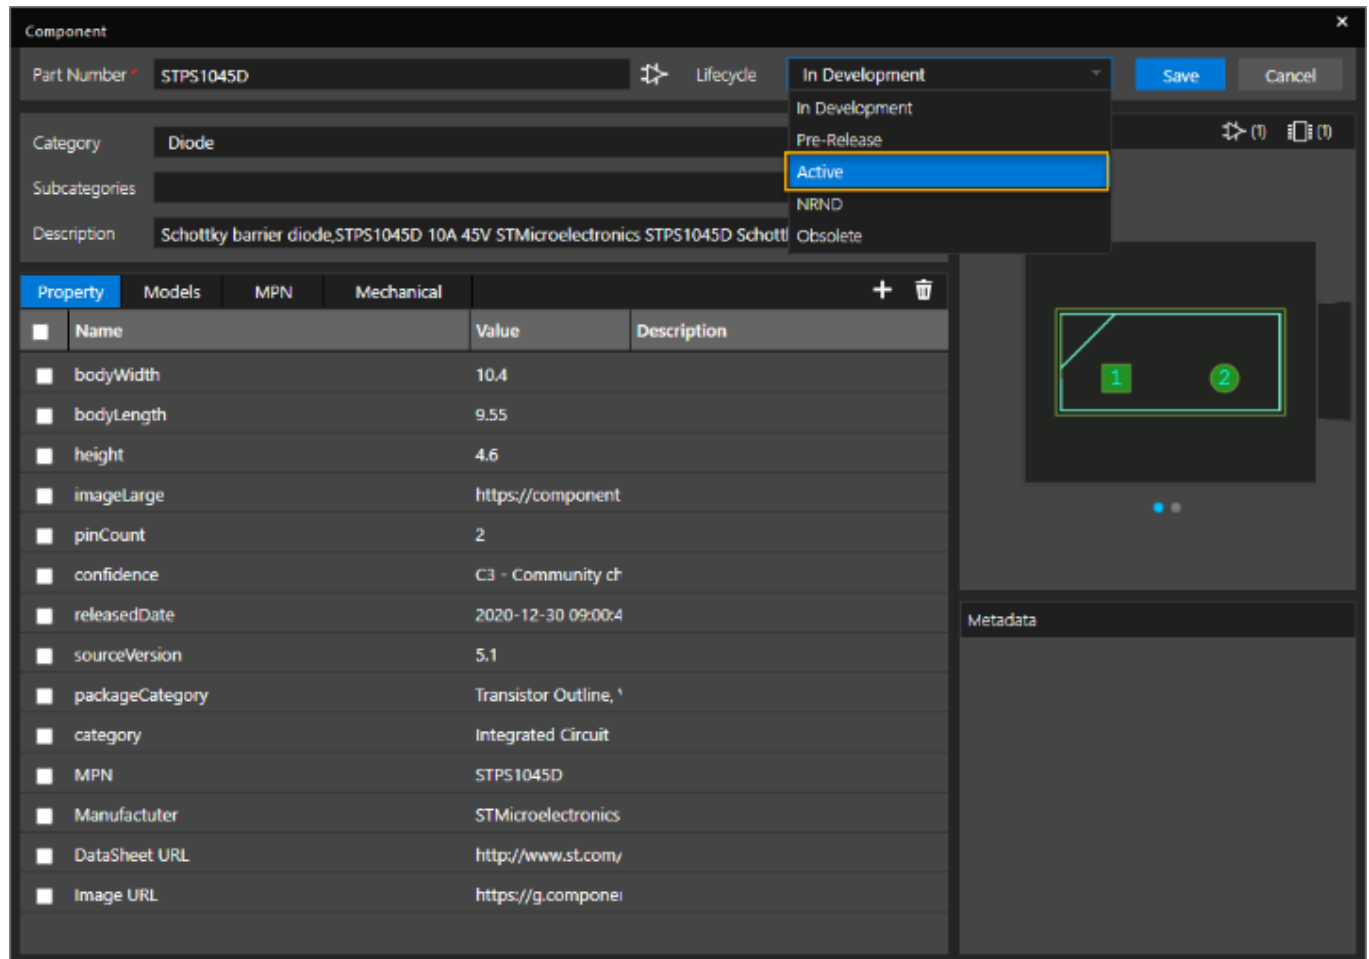 Component
Part Number * STPS1045D Lifecycle In Development Save Cancel
In Development
Pre-Release
Active
NRND
Obsolete
Category Diode
Subcategories
Description Schottky barrier diode,STPS1045D 10A 45V STMicroelectronics STPS1045D Schottl
(1) (1)
Property Models MPN Mechanical
Name Value Description
bodyWidth 10.4
bodyLength 9.55
height 4.6
imageLarge https://component
pinCount 2
confidence C3 - Community ch
releasedDate 2020-12-30 09:00:4
sourceVersion 5.1
packageCategory Transistor Outline,
category Integrated Circuit
MPN STPS1045D
Manufactuter STMicroelectronics
DataSheet URL http://www.st.com/
Image URL https://g.componei
1 2
Metadata